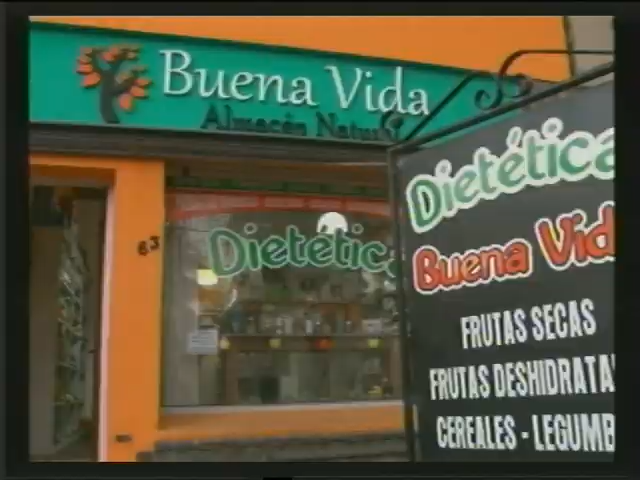 Buena Vida
Almacén Natural
63
Dietética
Dietética
Buena Vid
FRUTAS SECAS
FRUTAS DESHIDRATA
CEREALES - LEGUMB